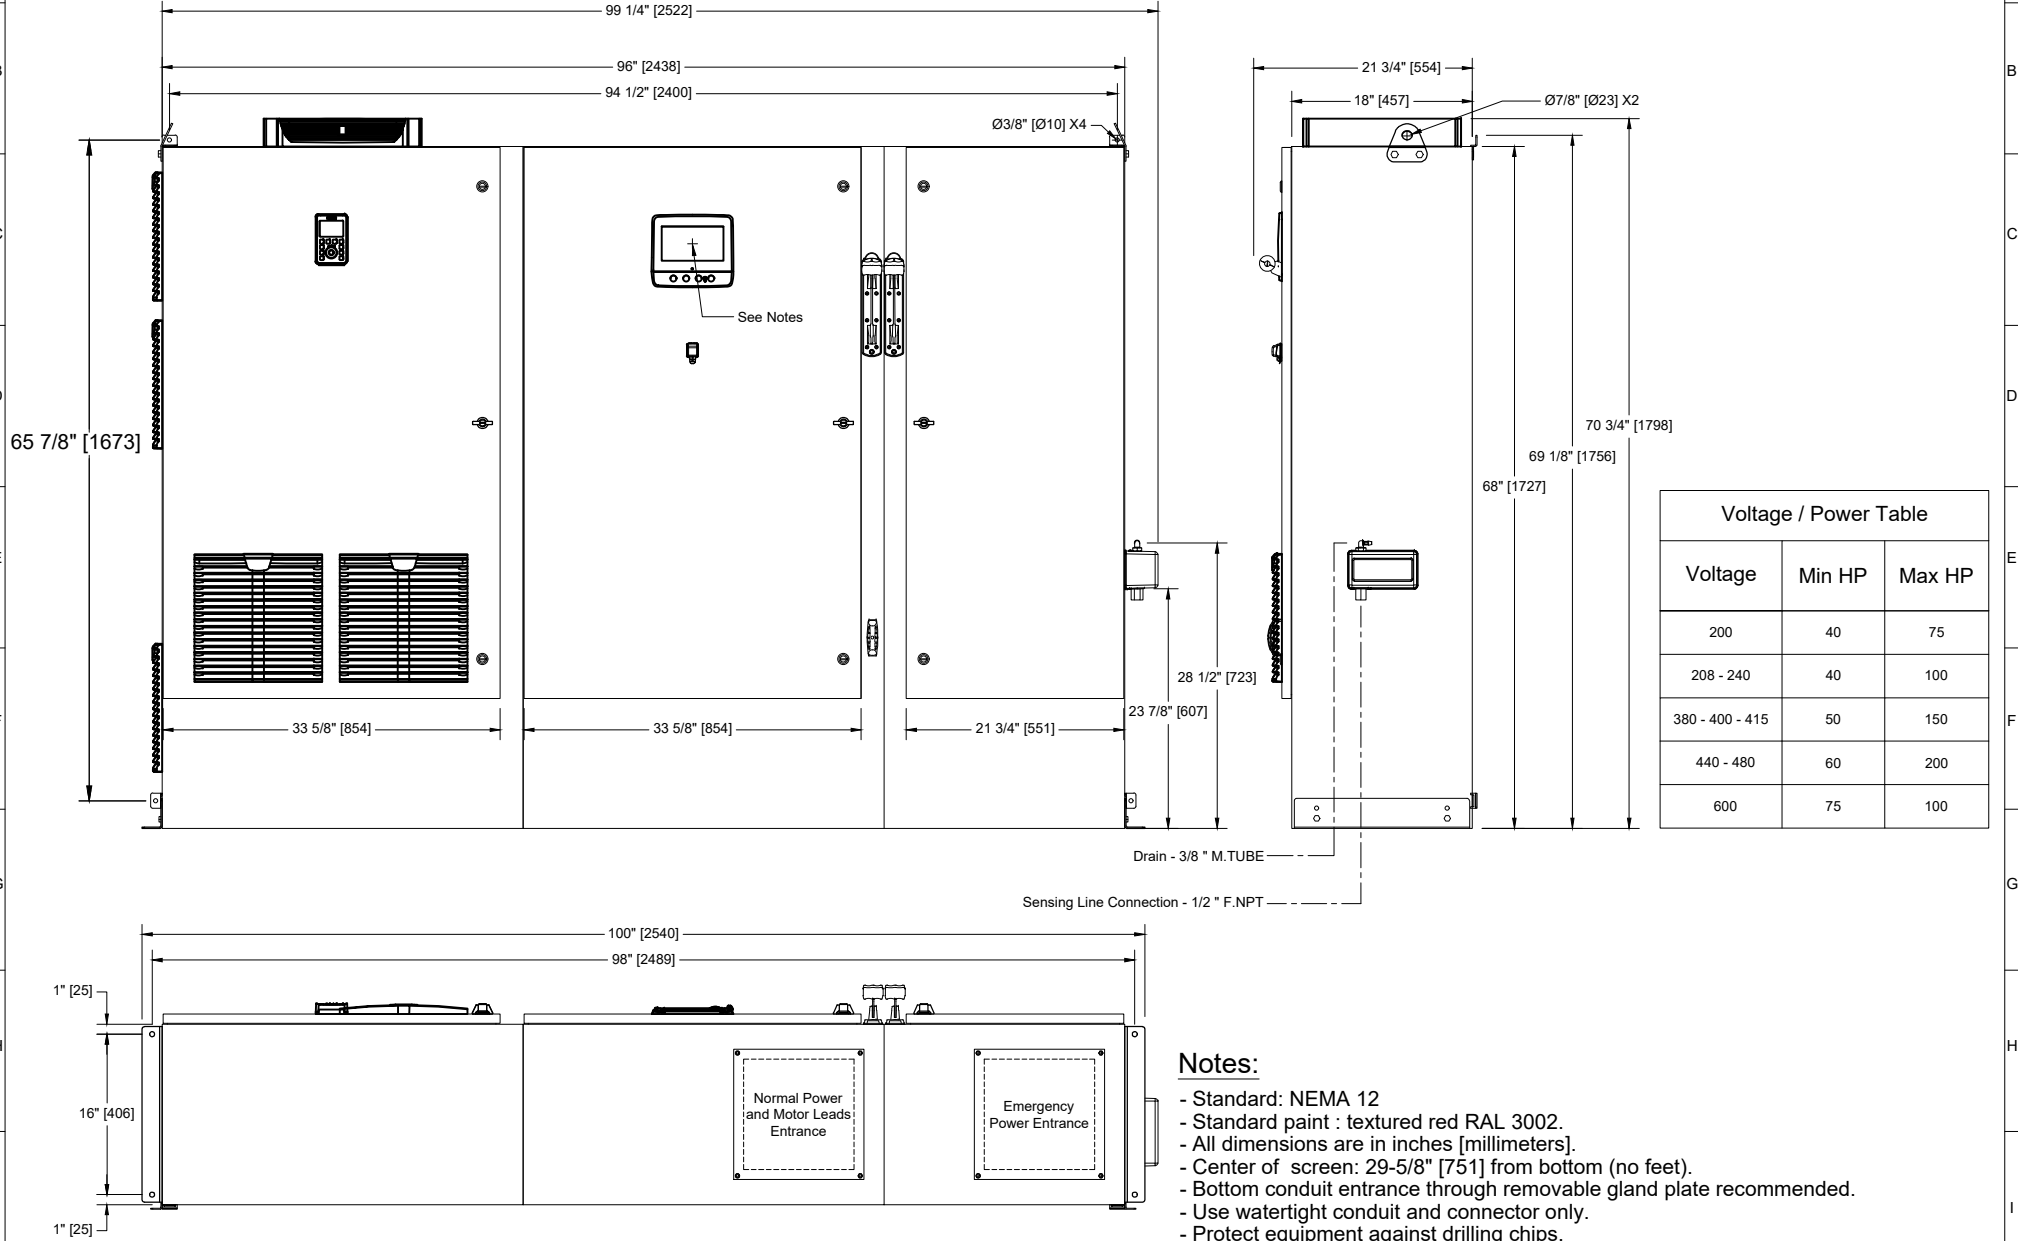 99 1/4" [2522]
96" [2438]
94 1/2" [2400]
Ø3/8" [Ø10] X4
21 3/4" [554]
18" [457]
Ø7/8" [Ø23] X2
B
C
See Notes
D
65 7/8" [1673]
70 3/4" [1798]
69 1/8" [1756]
68" [1727]
Voltage / Power Table
Voltage Min HP Max HP
200 40 75
208 - 240 40 100
380 - 400 - 415 50 150
440 - 480 60 200
600 75 100
E
28 1/2" [723]
23 7/8" [607]
33 5/8" [854]
33 5/8" [854]
21 3/4" [551]
F
Drain - 3/8 " M.TUBE
Sensing Line Connection - 1/2 " F.NPT
G
100" [2540]
98" [2489]
1" [25]
16" [406]
1" [25]
Normal Power
and Motor Leads
Entrance
Emergency
Power Entrance
H
Notes:
- Standard: NEMA 12
- Standard paint : textured red RAL 3002.
- All dimensions are in inches [millimeters].
- Center of screen: 29-5/8" [751] from bottom (no feet).
- Bottom conduit entrance through removable gland plate recommended.
- Use watertight conduit and connector only.
- Protect equipment against drilling chips.
I